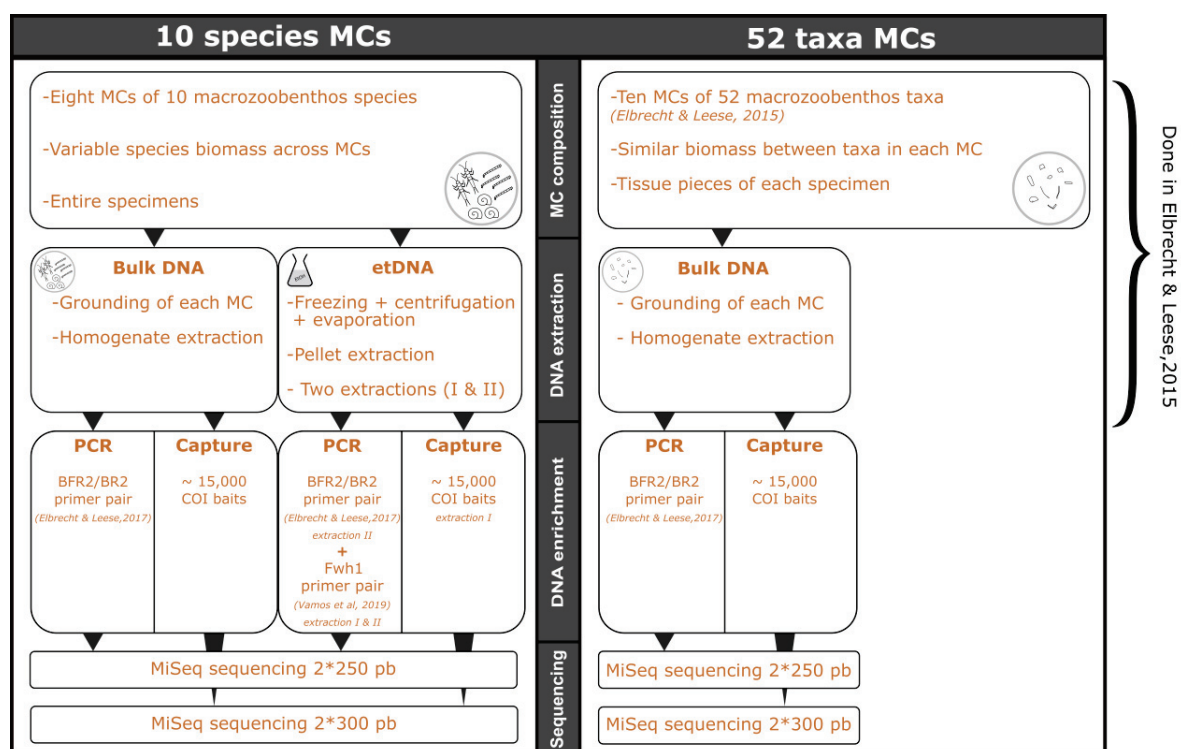 10 species MCs
52 taxa MCs
MC composition
-Eight MCs of 10 macrozoobenthos species
-Variable species biomass across MCs
-Entire specimens
-Ten MCs of 52 macrozoobenthos taxa
(Elbrecht & Leese, 2015)
-Similar biomass between taxa in each MC
-Tissue pieces of each specimen
Done in Elbrecht & Leese,2015
DNA extraction
Bulk DNA
-Grounding of each MC
-Homogenate extraction
etDNA
-Freezing + centrifugation
+ evaporation
-Pellet extraction
- Two extractions (I & II)
Bulk DNA
- Grounding of each MC
- Homogenate extraction
DNA enrichment
PCR
BFR2/BR2
primer pair
(Elbrecht & Leese,2017)
Capture
~ 15,000
COI baits
PCR
BFR2/BR2
primer pair
(Elbrecht & Leese,2017)
extraction II
+
Fwh1
primer pair
(Vamos et al, 2019)
extraction I & II
Capture
~ 15,000
COI baits
extraction I
PCR
BFR2/BR2
primer pair
(Elbrecht & Leese,2017)
Capture
~ 15,000
COI baits
Sequencing
MiSeq sequencing 2*250 pb
MiSeq sequencing 2*300 pb
MiSeq sequencing 2*250 pb
MiSeq sequencing 2*300 pb